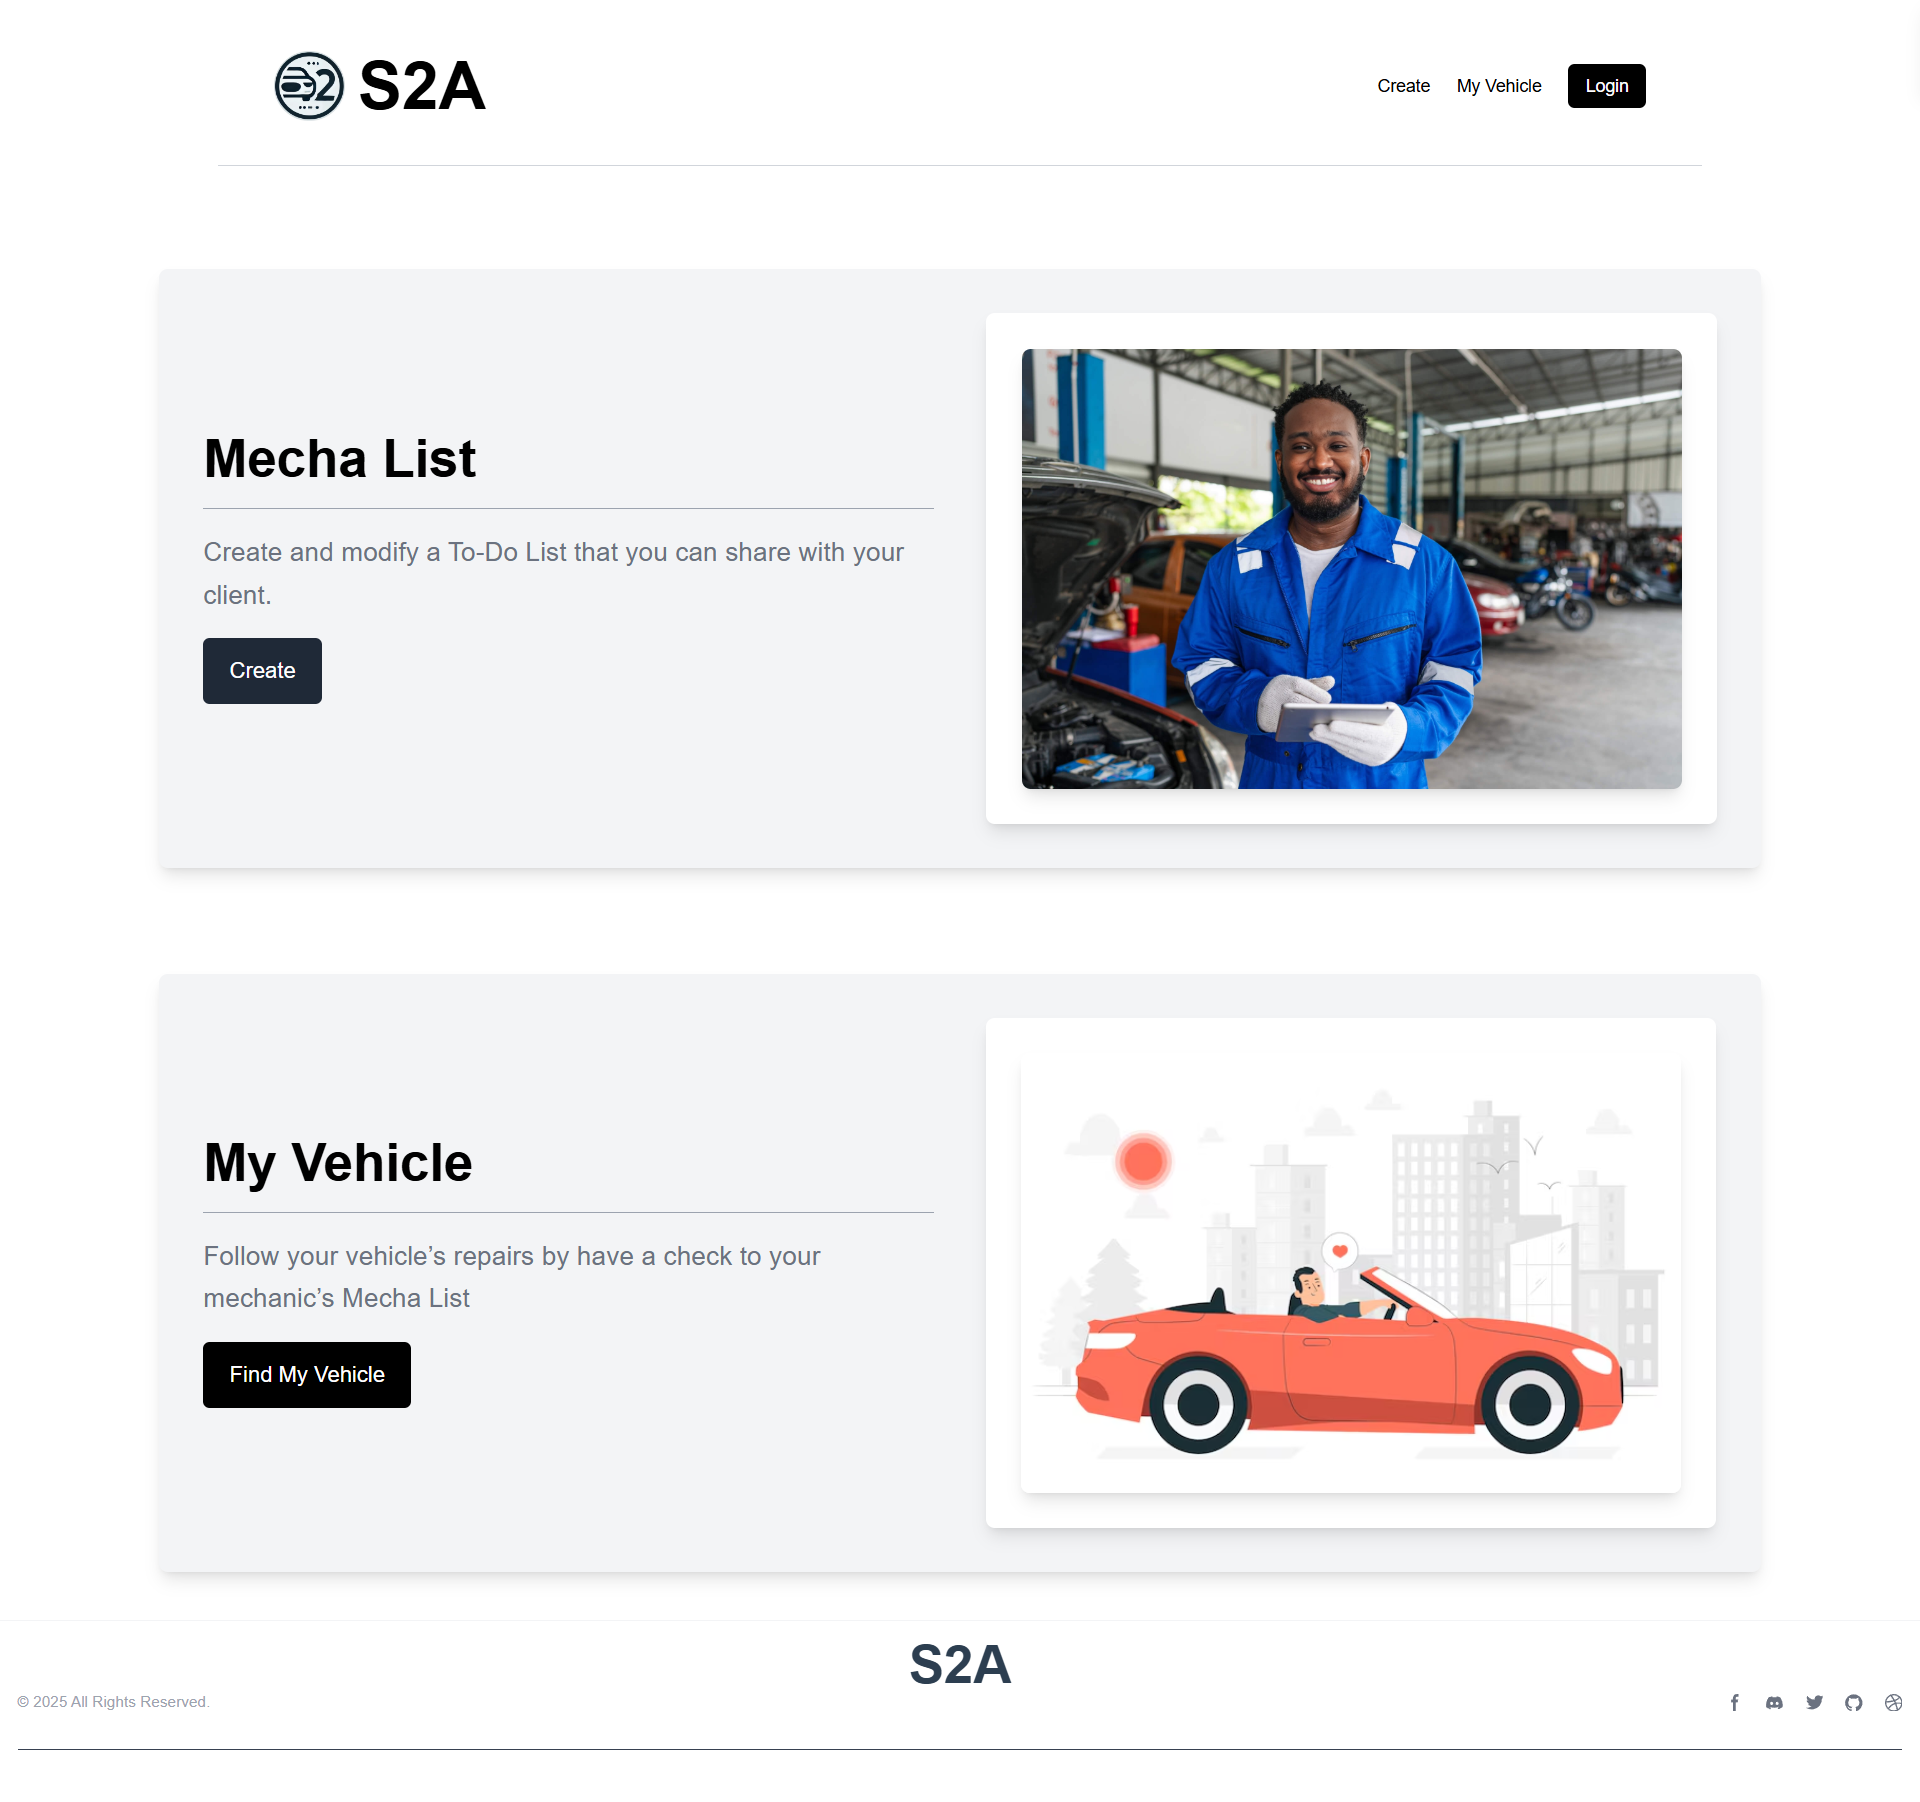 S2A
Create
My Vehicle
Login
Mecha List
Create and modify a To-Do List that you can share with your
client.
Create
My Vehicle
Follow your vehicle’s repairs by have a check to your
mechanic’s Mecha List
Find My Vehicle
S2A
© 2025 All Rights Reserved.